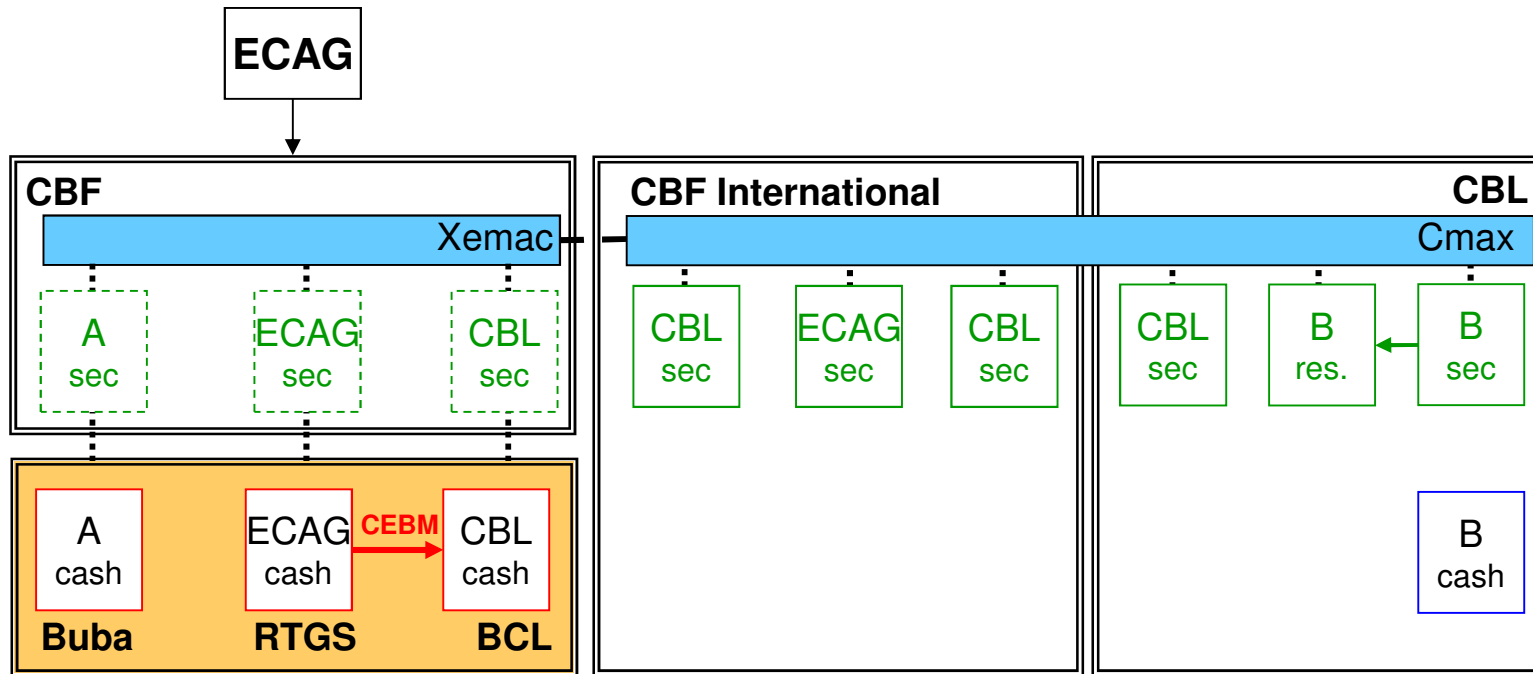 ECAG
CBF
CBF International
CBL
Xemac
Cmax
A
sec
ECAG
sec
CBL
sec
CBL
sec
ECAG
sec
CBL
sec
CBL
sec
B
res.
B
sec
A
cash
ECAG
cash
CEBM
CBL
cash
B
cash
Buba
RTGS
BCL